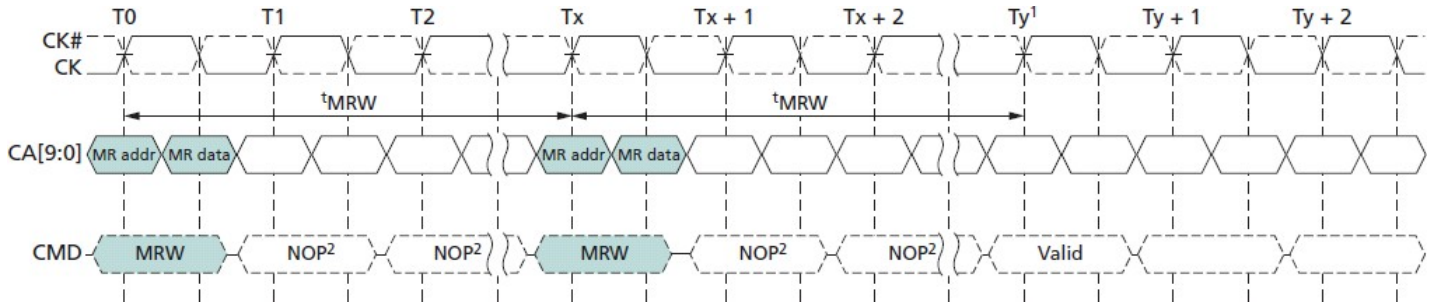 T0 T1 T2 Tx Tx + 1 Tx + 2 Ty¹ Ty + 1 Ty + 2
CK#
CK
ᵗMRW ᵗMRW
CA[9:0] MR addr MR data MR addr MR data
CMD MRW NOP² NOP² MRW NOP² NOP² Valid